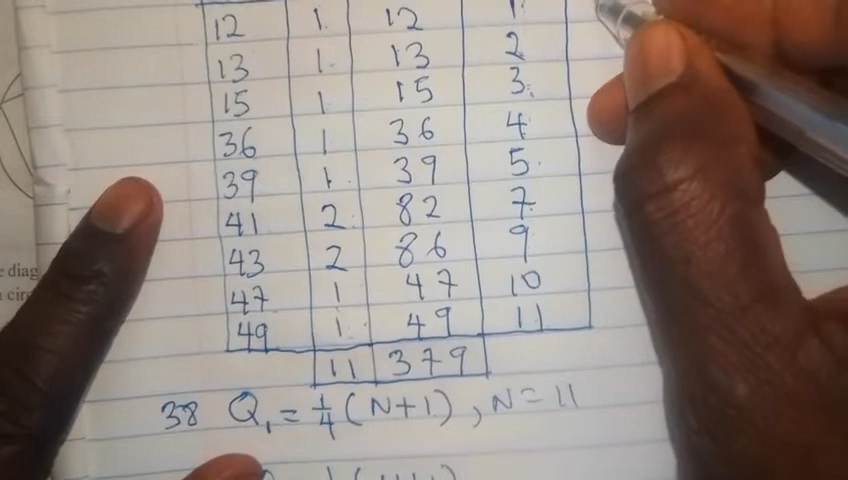 12 1 12 1
13 1 13 2
15 1 15 3
36 1 36 4
39 1 39 5
41 2 82 7
43 2 86 9
47 1 47 10
49 1 49 11
11 379
38 Q₁ = 1/4 (N+1), N = 11
e diag
cir